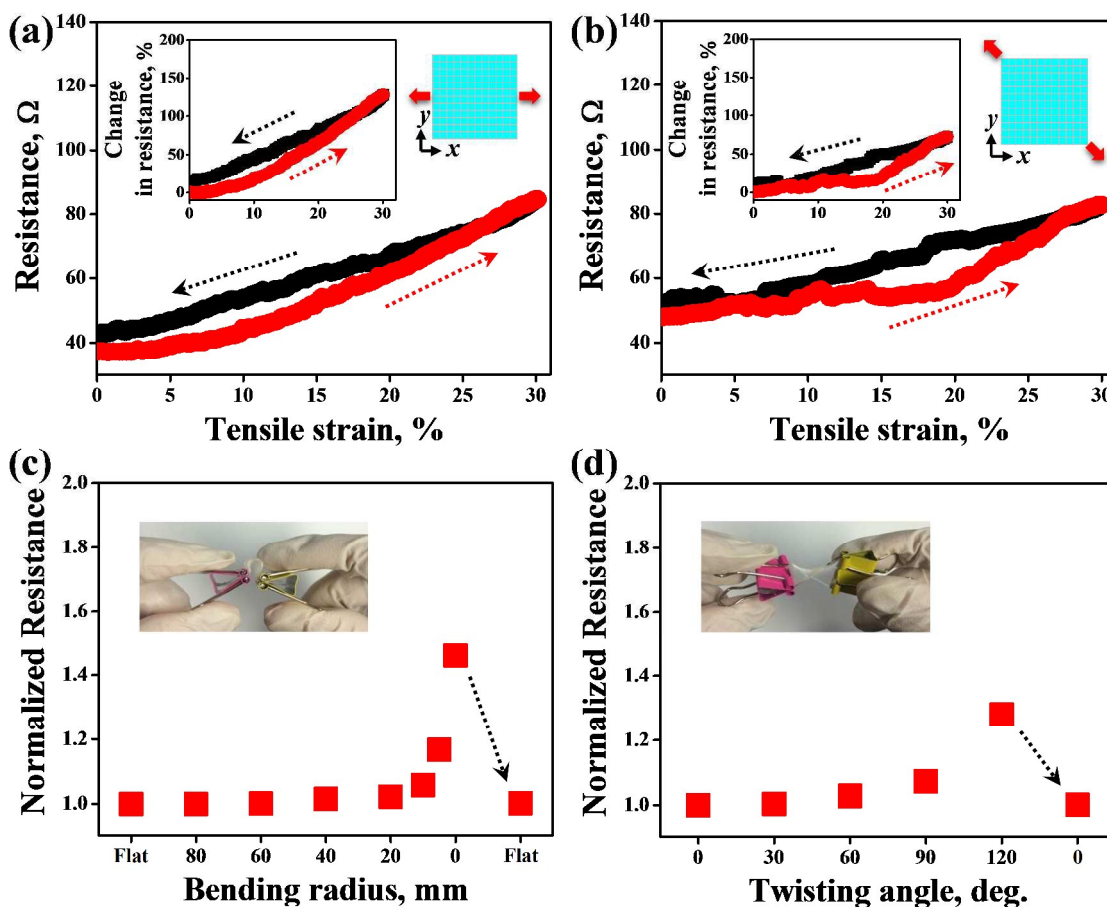 (a)
140
120
100
80
60
40
Resistance, Ω
0 5 10 15 20 25 30
Tensile strain, %
200
150
100
50
0
Change
in resistance, %
0 10 20 30
y
x
(b)
140
120
100
80
60
40
Resistance, Ω
0 5 10 15 20 25 30
Tensile strain, %
200
150
100
50
0
Change
in resistance, %
0 10 20 30
y
x
(c)
2.0
1.8
1.6
1.4
1.2
1.0
Normalized Resistance
Flat 80 60 40 20 0 Flat
Bending radius, mm
(d)
2.0
1.8
1.6
1.4
1.2
1.0
Normalized Resistance
0 30 60 90 120 0
Twisting angle, deg.